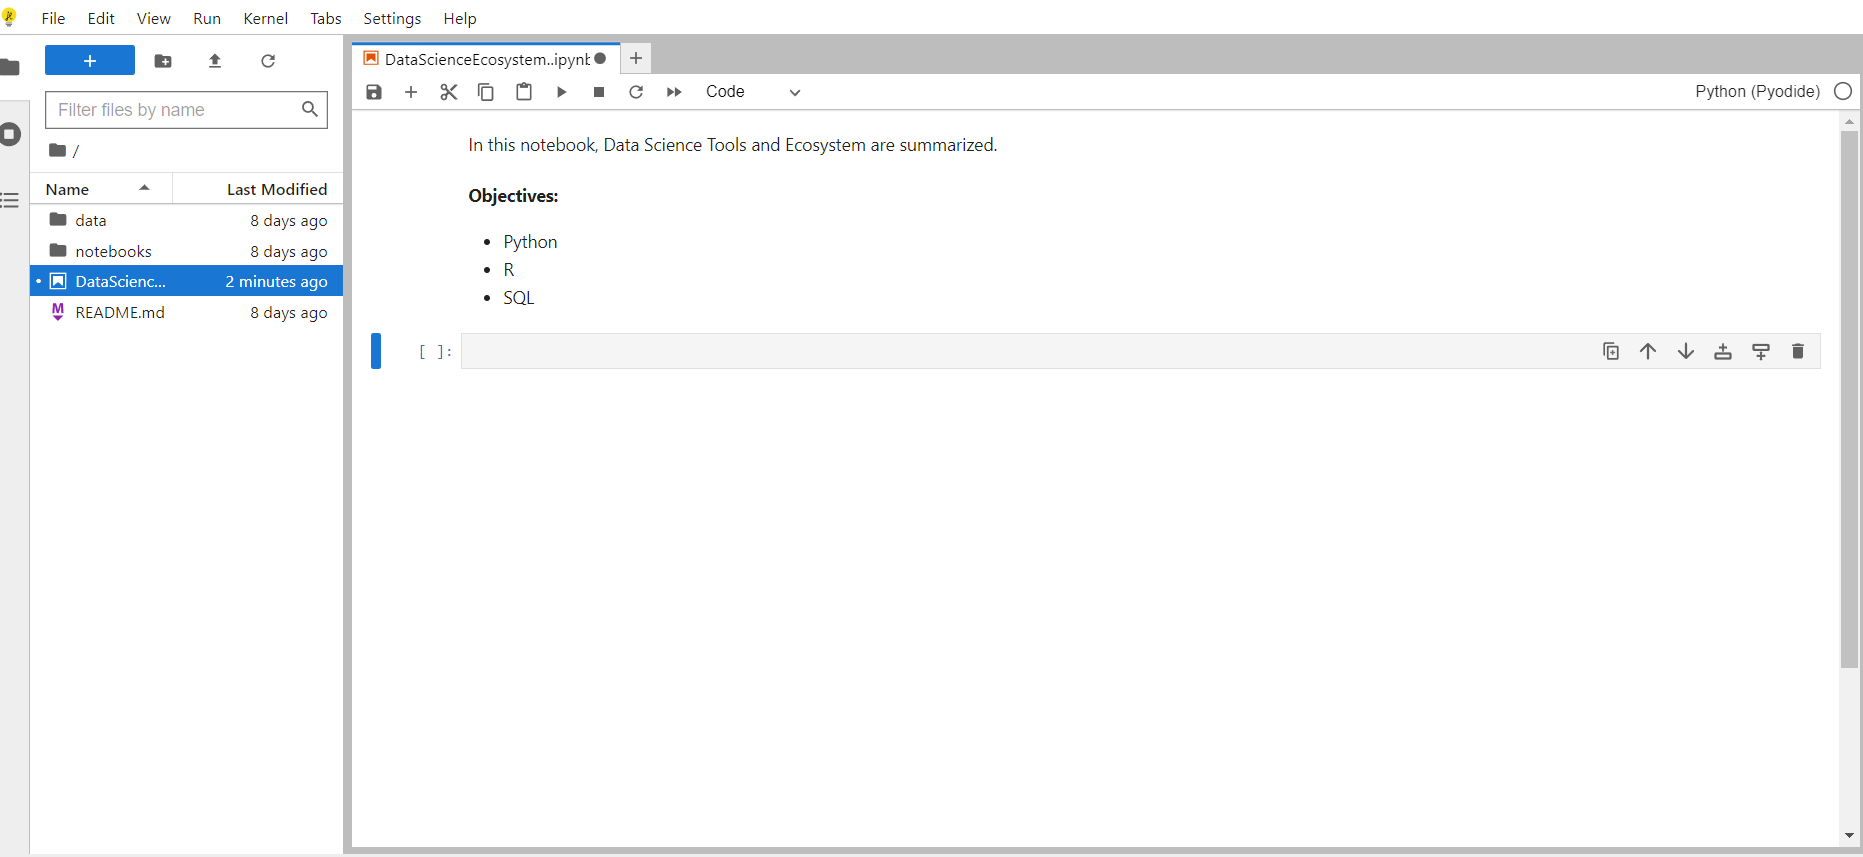 File Edit View Run Kernel Tabs Settings Help
+
Filter files by name
/
Name Last Modified
data 8 days ago
notebooks 8 days ago
DataScienc... 2 minutes ago
README.md 8 days ago
DataScienceEcosystem..ipynb
Code
Python (Pyodide)
In this notebook, Data Science Tools and Ecosystem are summarized.
Objectives:
• Python
• R
• SQL
[ ]: